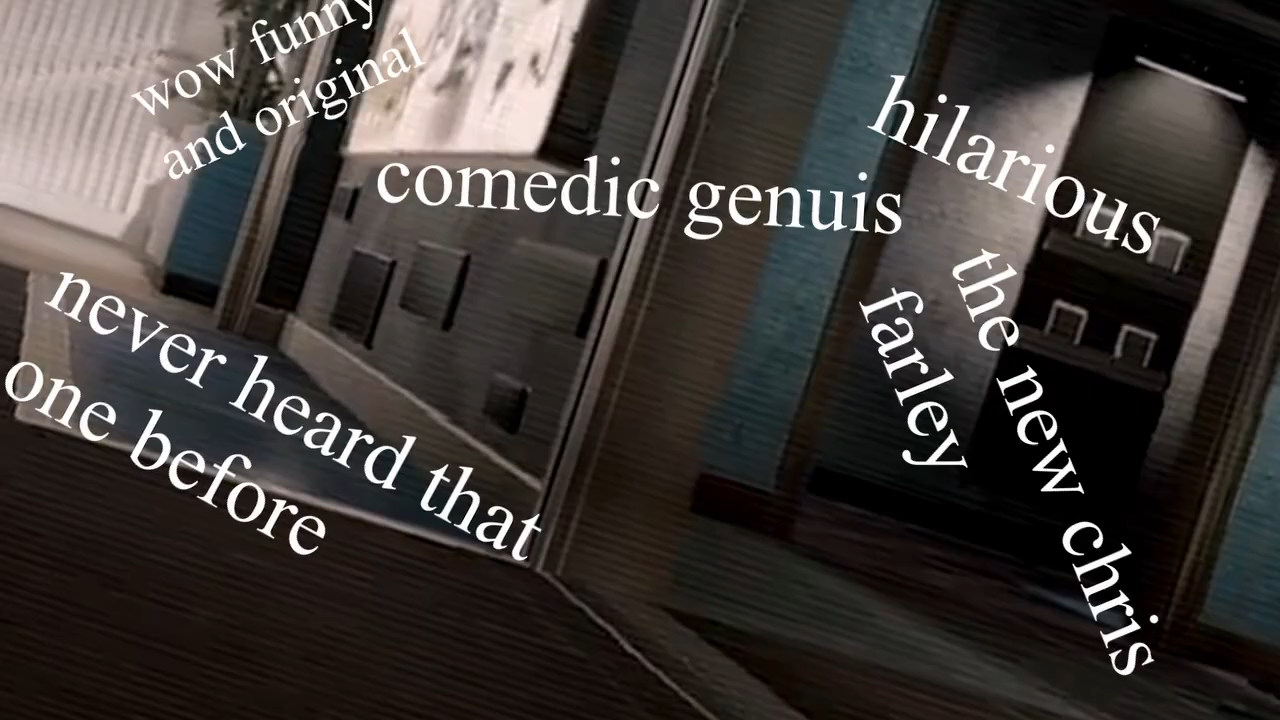 wow funny
and original
hilarious
comedic genuis
the new chris
farley
never heard that
one before